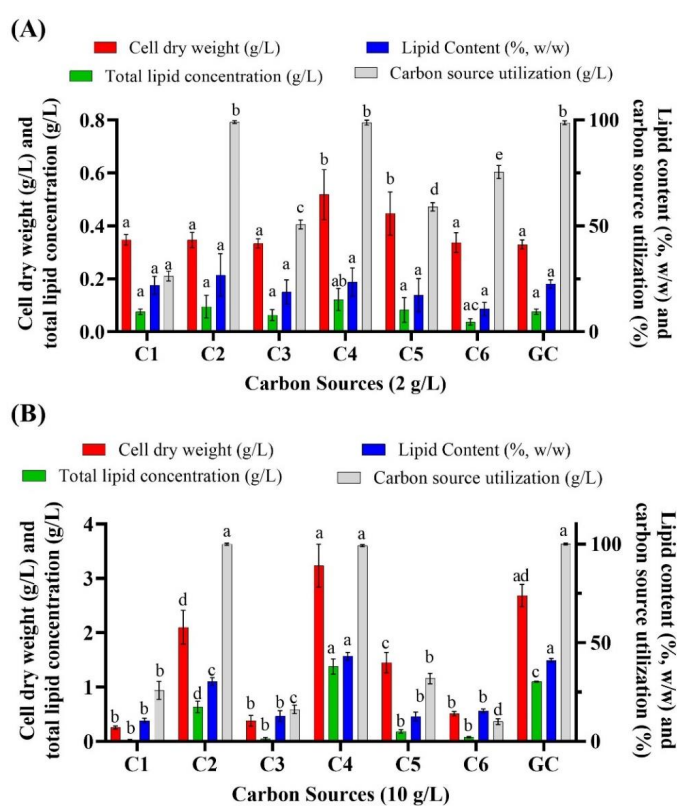 (A)
Cell dry weight (g/L) Lipid Content (%, w/w)
Total lipid concentration (g/L) Carbon source utilization (g/L)
Cell dry weight (g/L) and
total lipid concentration (g/L)
0.8
0.6
0.4
0.2
0.0
a a a a
a a a b
a a a c
b ab a b
b a a d
a ac a e
a a a b
100
50
0
Lipid content (%, w/w) and
carbon source utilization (%)
C1 C2 C3 C4 C5 C6 GC
Carbon Sources (2 g/L)
(B)
Cell dry weight (g/L) Lipid Content (%, w/w)
Total lipid concentration (g/L) Carbon source utilization (g/L)
Cell dry weight (g/L) and
total lipid concentration (g/L)
4
3
2
1
0
b b b b
d d c a
b b b c
a a a a
c b b b
b b b d
ad c a a
100
50
0
Lipid content (%, w/w) and
carbon source utilization (%)
C1 C2 C3 C4 C5 C6 GC
Carbon Sources (10 g/L)